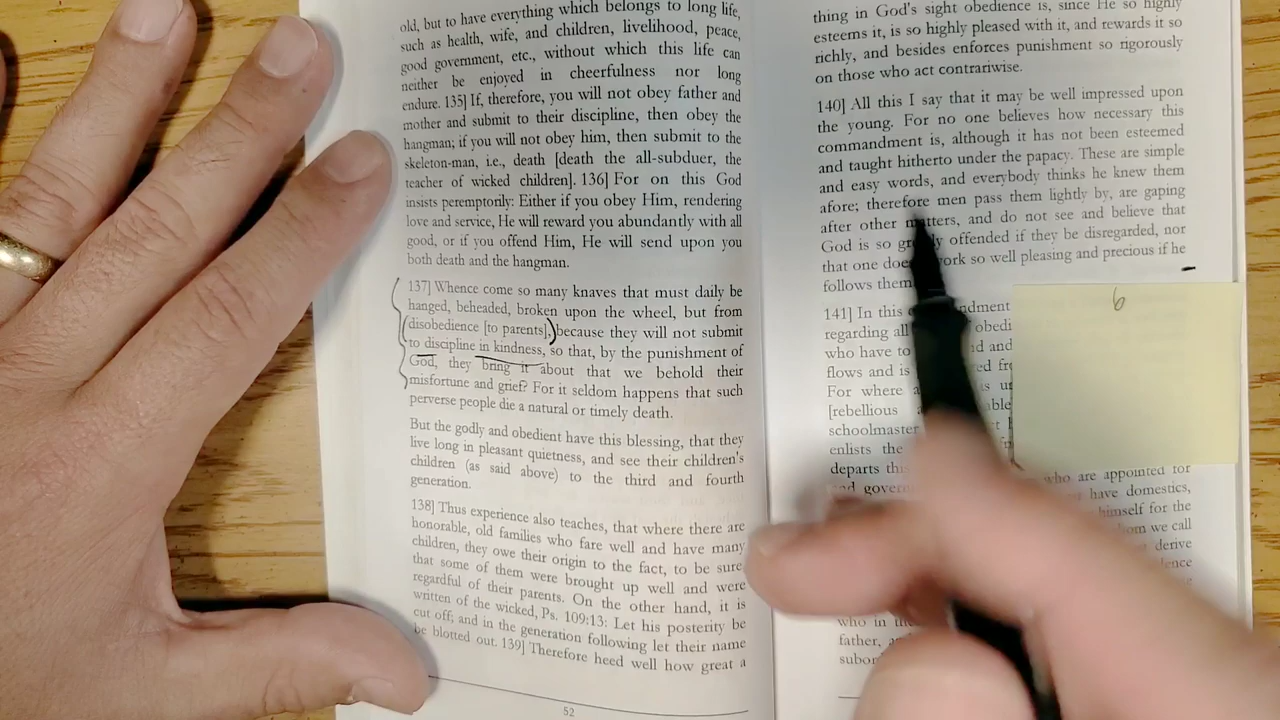 old, but to have everything which belongs to long life,
such as health, wife, and children, livelihood, peace,
good government, etc., without which this life can
neither be enjoyed in cheerfulness nor long
endure. 135] If, therefore, you will not obey father and
mother and submit to their discipline, then obey the
hangman; if you will not obey him, then submit to the
skeleton-man, i.e., death [death the all-subduer, the
teacher of wicked children]. 136] For on this God
insists peremptorily: Either if you obey Him, rendering
love and service, He will reward you abundantly with all
good, or if you offend Him, He will send upon you
both death and the hangman.
137] Whence come so many knaves that must daily be
hanged, beheaded, broken upon the wheel, but from
disobedience [to parents], because they will not submit
to discipline in kindness, so that, by the punishment of
God, they bring it about that we behold their
misfortune and grief? For it seldom happens that such
perverse people die a natural or timely death.
But the godly and obedient have this blessing, that they
live long in pleasant quietness, and see their children's
children (as said above) to the third and fourth
generation.
138] Thus experience also teaches, that where there are
honorable, old families who fare well and have many
children, they owe their origin to the fact, to be sure
that some of them were brought up well and were
regardful of their parents. On the other hand, it is
written of the wicked, Ps. 109:13: Let his posterity be
cut off; and in the generation following let their name
be blotted out. 139] Therefore heed well how great a
52
thing in God's sight obedience is, since He so highly
esteems it, is so highly pleased with it, and rewards it so
richly, and besides enforces punishment so rigorously
on those who act contrariwise.
140] All this I say that it may be well impressed upon
the young. For no one believes how necessary this
commandment is, although it has not been esteemed
and taught hitherto under the papacy. These are simple
and easy words, and everybody thinks he knew them
afore; therefore men pass them lightly by, are gaping
after other matters, and do not see and believe that
God is so greatly offended if they be disregarded, nor
that one does work so well pleasing and precious if he
follows them
6
141] In this
regarding all
who have to and
flows and is
For where
[rebellious
schoolmaster
enlists the
departs who are appointed for
and have domestics,
himself for the
we call
derive
who in
father,